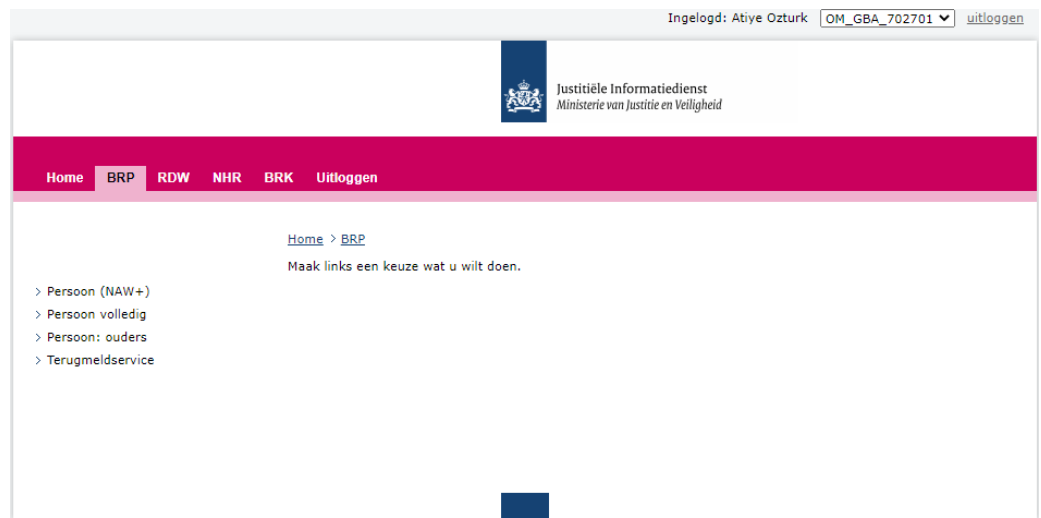 Ingelogd: Atiye Ozturk OM_GBA_702701 uitloggen
Justitiële Informatiedienst
Ministerie van Justitie en Veiligheid
Home BRP RDW NHR BRK Uitloggen
Home > BRP
Maak links een keuze wat u wilt doen.
> Persoon (NAW+)
> Persoon volledig
> Persoon: ouders
> Terugmeldservice